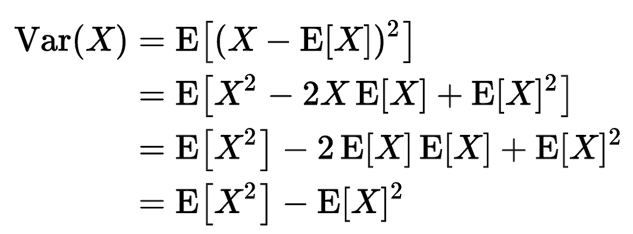 Var(X) = E[(X − E[X])²]
= E[X² − 2X E[X] + E[X]²]
= E[X²] − 2 E[X] E[X] + E[X]²
= E[X²] − E[X]²